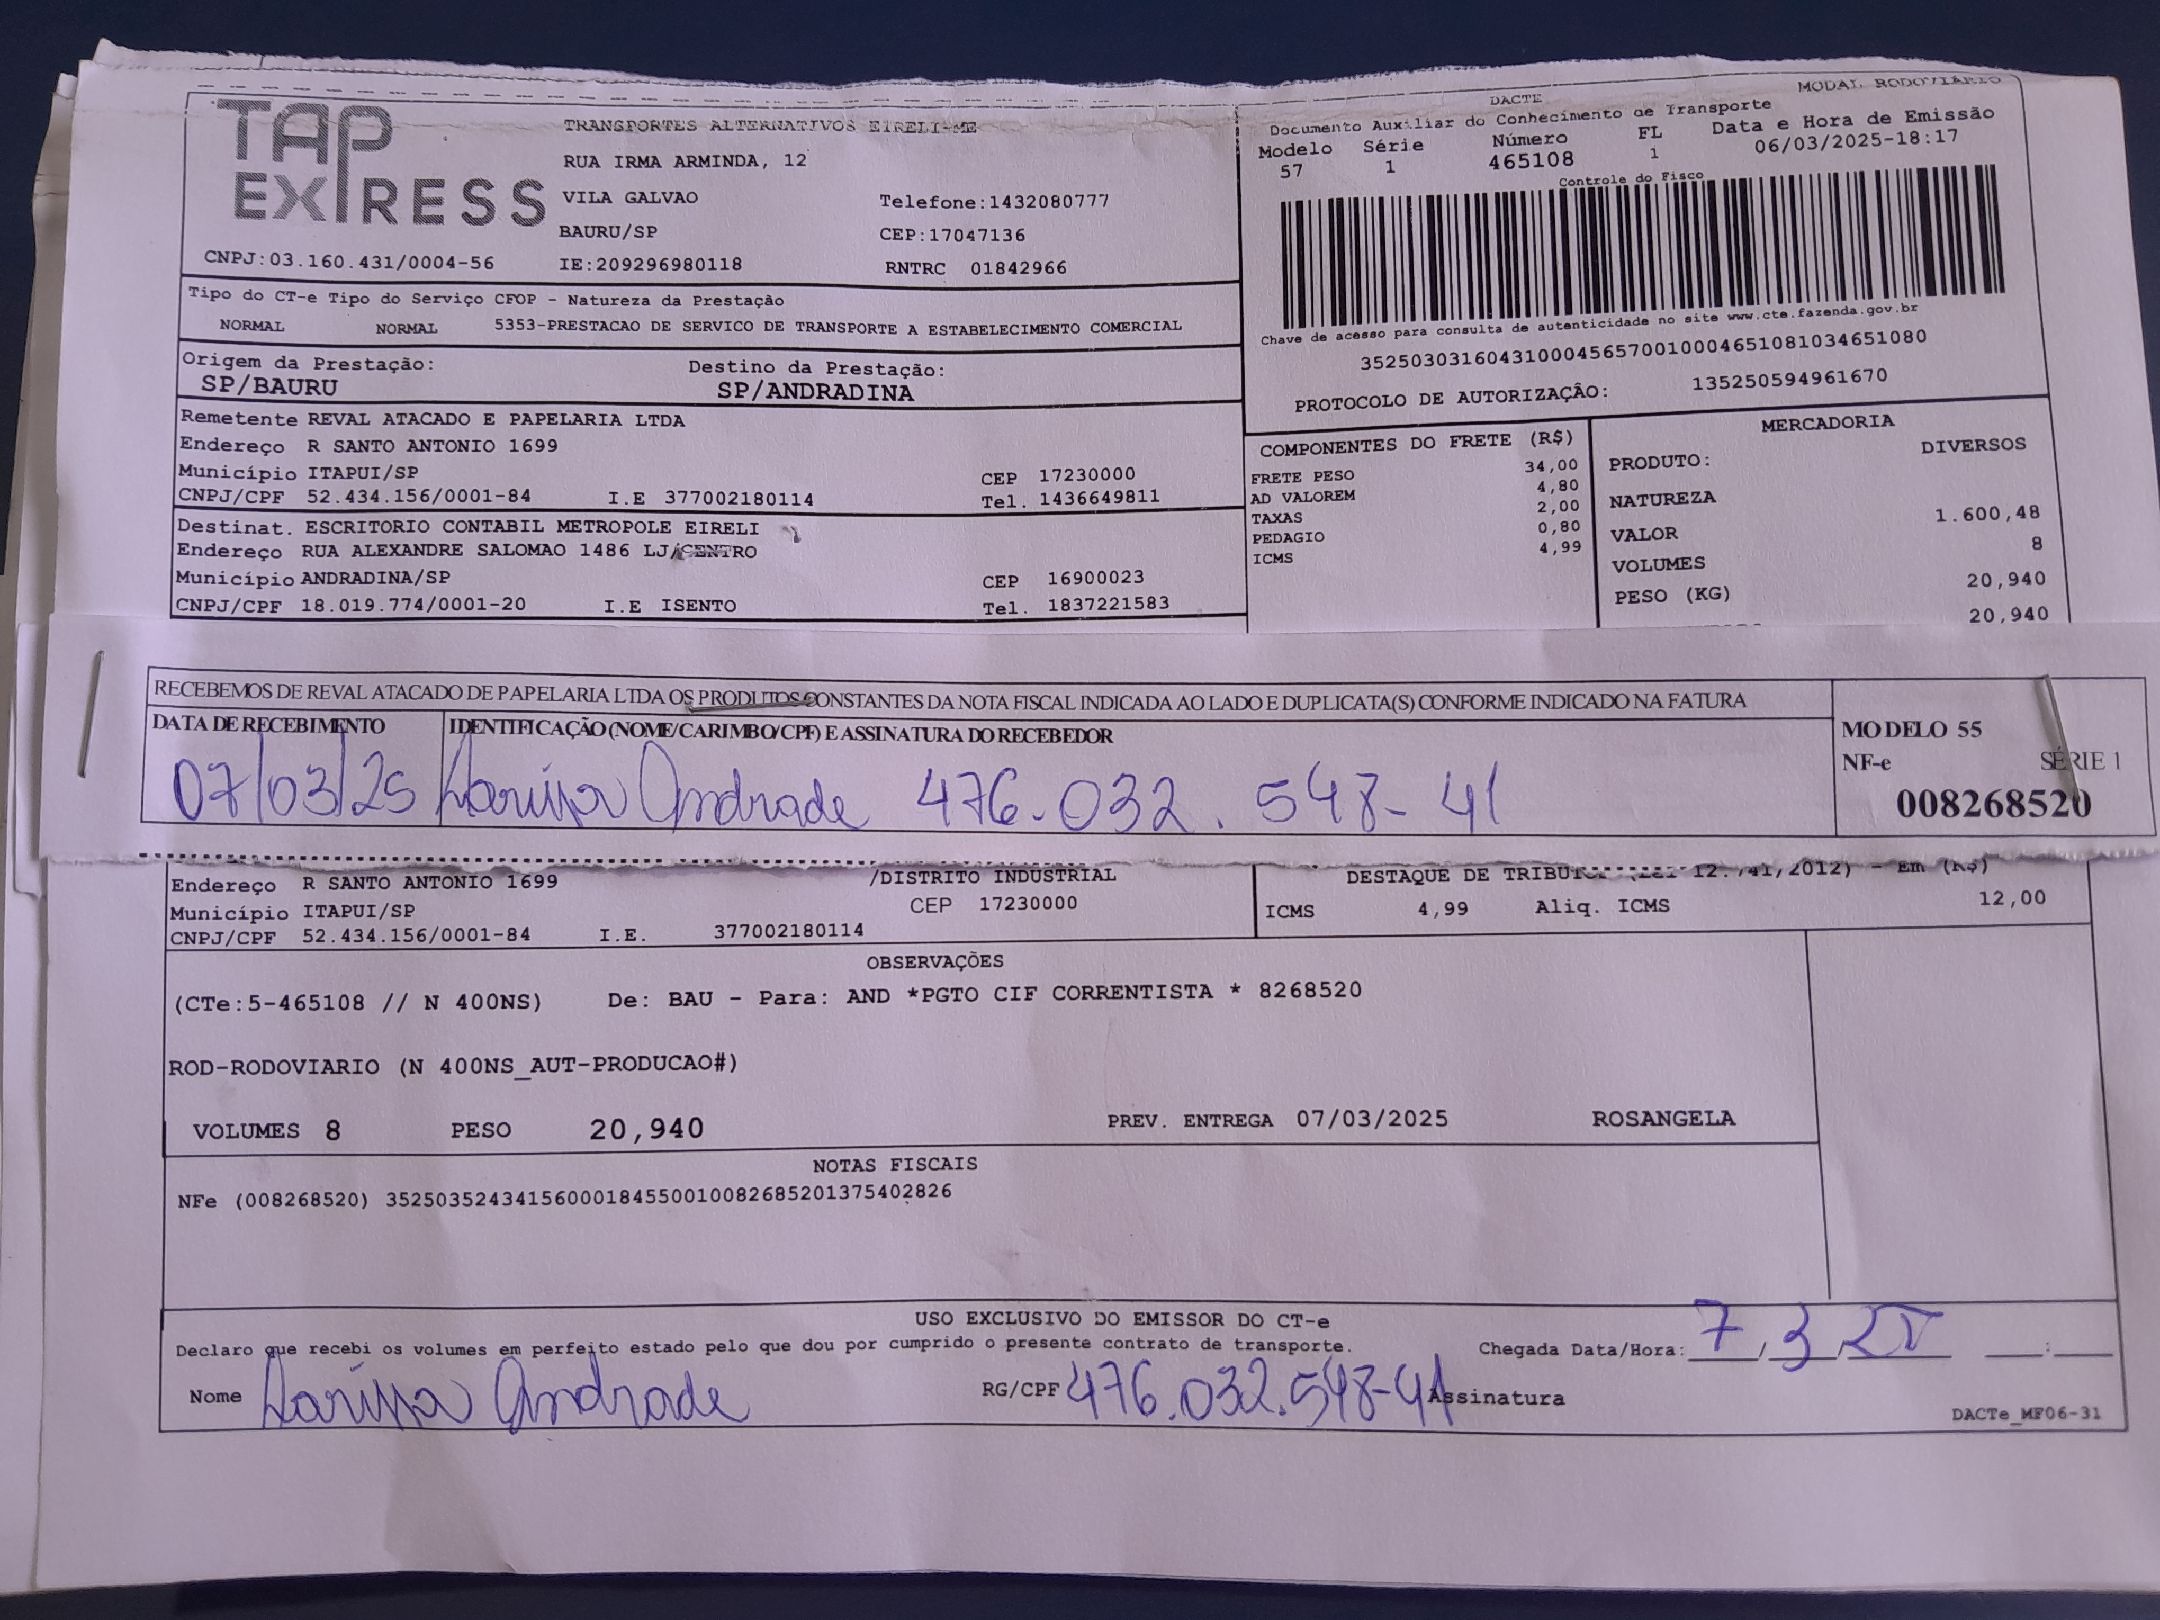 TAP
EXPRESS
TRANSPORTES ALTERNATIVOS EIRELI-ME
RUA IRMA ARMINDA, 12
VILA GALVAO Telefone:1432080777
BAURU/SP CEP:17047136
CNPJ:03.160.431/0004-56 IE:209296980118 RNTRC 01842966
MODAL RODOVIARIO
DACTE
Documento Auxiliar do Conhecimento de Transporte
Modelo Série Número FL Data e Hora de Emissão
57 1 465108 1 06/03/2025-18:17
Controle do Fisco
Chave de acesso para consulta de autenticidade no site www.cte.fazenda.gov.br
35250303160431000456570010004651081034651080
PROTOCOLO DE AUTORIZAÇÃO: 135250594961670
Tipo do CT-e Tipo do Serviço CFOP - Natureza da Prestação
NORMAL NORMAL 5353-PRESTACAO DE SERVICO DE TRANSPORTE A ESTABELECIMENTO COMERCIAL
Origem da Prestação: Destino da Prestação:
SP/BAURU SP/ANDRADINA
Remetente REVAL ATACADO E PAPELARIA LTDA
Endereço R SANTO ANTONIO 1699
Município ITAPUI/SP CEP 17230000
CNPJ/CPF 52.434.156/0001-84 I.E 377002180114 Tel. 1436649811
Destinat. ESCRITORIO CONTABIL METROPOLE EIRELI
Endereço RUA ALEXANDRE SALOMAO 1486 LJ/CENTRO
Município ANDRADINA/SP CEP 16900023
CNPJ/CPF 18.019.774/0001-20 I.E ISENTO Tel. 1837221583
COMPONENTES DO FRETE (R$)
FRETE PESO 34,00
AD VALOREM 4,80
TAXAS 2,00
PEDAGIO 0,80
ICMS 4,99
MERCADORIA
PRODUTO: DIVERSOS
NATUREZA
VALOR 1.600,48
VOLUMES 8
PESO (KG) 20,940
20,940
RECEBEMOS DE REVAL ATACADO DE PAPELARIA LTDA OS PRODUTOS CONSTANTES DA NOTA FISCAL INDICADA AO LADO E DUPLICATA(S) CONFORME INDICADO NA FATURA
DATA DE RECEBIMENTO IDENTIFICAÇÃO (NOME/CARIMBO/CPF) E ASSINATURA DO RECEBEDOR
07/03/25 Larissa Andrade 476.032.548-41
MODELO 55
NF-e SÉRIE 1
008268520
Endereço R SANTO ANTONIO 1699 /DISTRITO INDUSTRIAL
Município ITAPUI/SP CEP 17230000
CNPJ/CPF 52.434.156/0001-84 I.E. 377002180114
DESTAQUE DE 12.741/2012) - Em (R$)
ICMS 4,99 Aliq. ICMS 12,00
OBSERVAÇÕES
(CTe:5-465108 // N 400NS) De: BAU - Para: AND *PGTO CIF CORRENTISTA * 8268520
ROD-RODOVIARIO (N 400NS_AUT-PRODUCAO#)
VOLUMES 8 PESO 20,940 PREV. ENTREGA 07/03/2025 ROSANGELA
NOTAS FISCAIS
NFe (008268520) 35250352434156000184550010082685201375402826
USO EXCLUSIVO DO EMISSOR DO CT-e
Declaro que recebi os volumes em perfeito estado pelo que dou por cumprido o presente contrato de transporte. Chegada Data/Hora: 7/3/25 :
Nome Larissa Andrade RG/CPF 476.032.548-41 Assinatura
DACTe_MF06-31